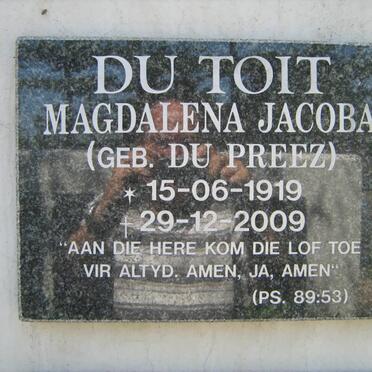 DU TOIT
MAGDALENA JACOBA
(GEB. DU PREEZ)
* 15-06-1919
† 29-12-2009
"AAN DIE HERE KOM DIE LOF TOE
VIR ALTYD. AMEN, JA, AMEN"
(PS. 89:53)